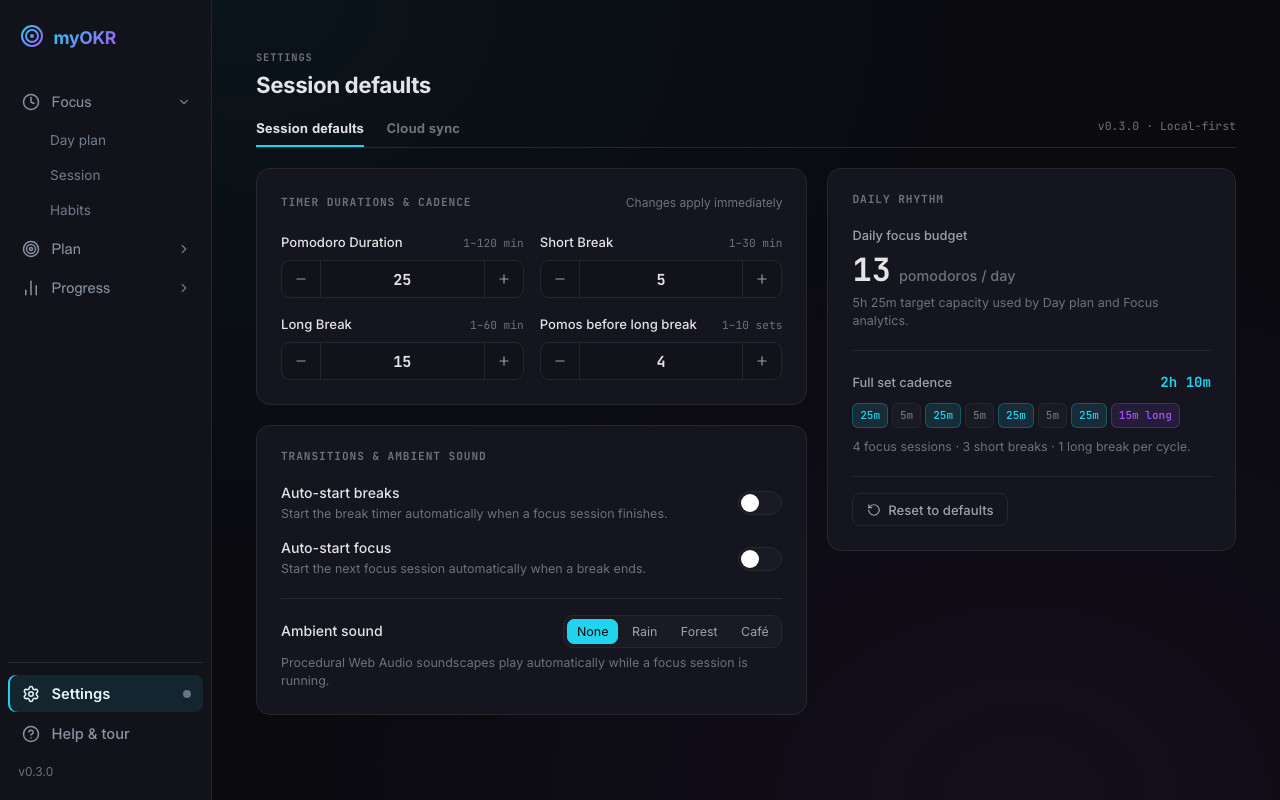 myOKR
Focus
Day plan
Session
Habits
Plan
Progress
Settings
Help & tour
v0.3.0
SETTINGS
Session defaults
Session defaults
Cloud sync
v0.3.0 · Local-first
TIMER DURATIONS & CADENCE
Changes apply immediately
Pomodoro Duration
1–120 min
− 25 +
Short Break
1–30 min
− 5 +
Long Break
1–60 min
− 15 +
Pomos before long break
1–10 sets
− 4 +
TRANSITIONS & AMBIENT SOUND
Auto-start breaks
Start the break timer automatically when a focus session finishes.
Auto-start focus
Start the next focus session automatically when a break ends.
Ambient sound
None Rain Forest Café
Procedural Web Audio soundscapes play automatically while a focus session is
running.
DAILY RHYTHM
Daily focus budget
13 pomodoros / day
5h 25m target capacity used by Day plan and Focus
analytics.
Full set cadence
2h 10m
25m 5m 25m 5m 25m 5m 25m 15m long
4 focus sessions · 3 short breaks · 1 long break per cycle.
Reset to defaults